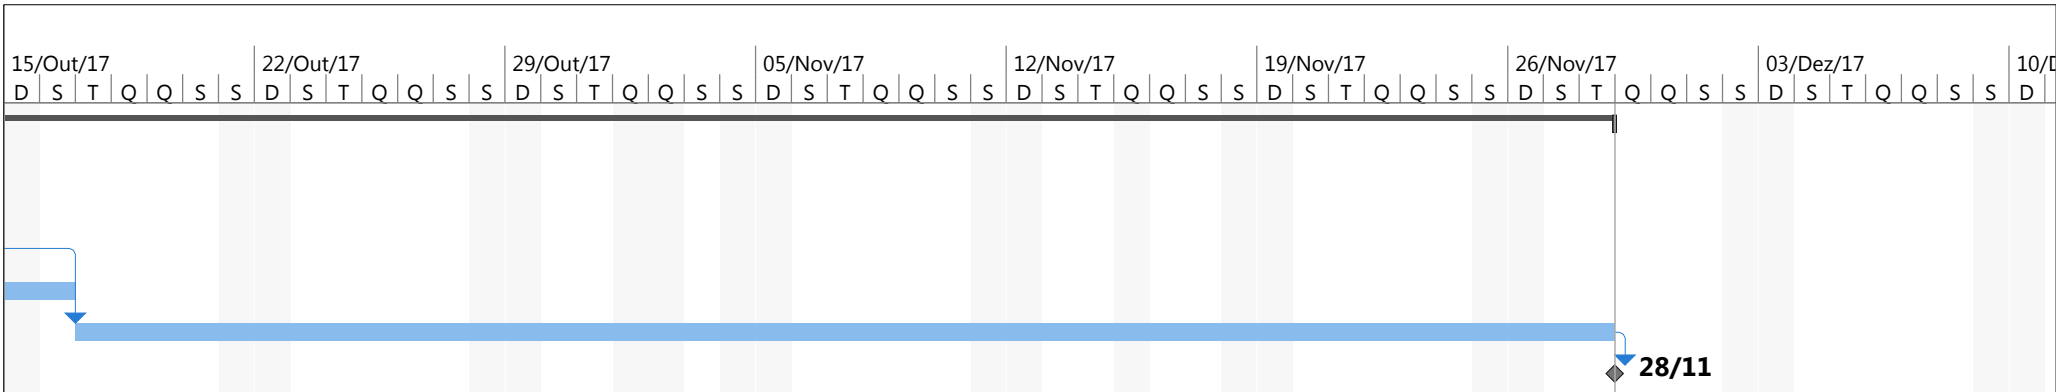 15/Out/17 22/Out/17 29/Out/17 05/Nov/17 12/Nov/17 19/Nov/17 26/Nov/17 03/Dez/17 10/D
D S T Q Q S S D S T Q Q S S D S T Q Q S S D S T Q Q S S D S T Q Q S S D S T Q Q S S D S T Q Q S S D S T Q Q S S D
28/11